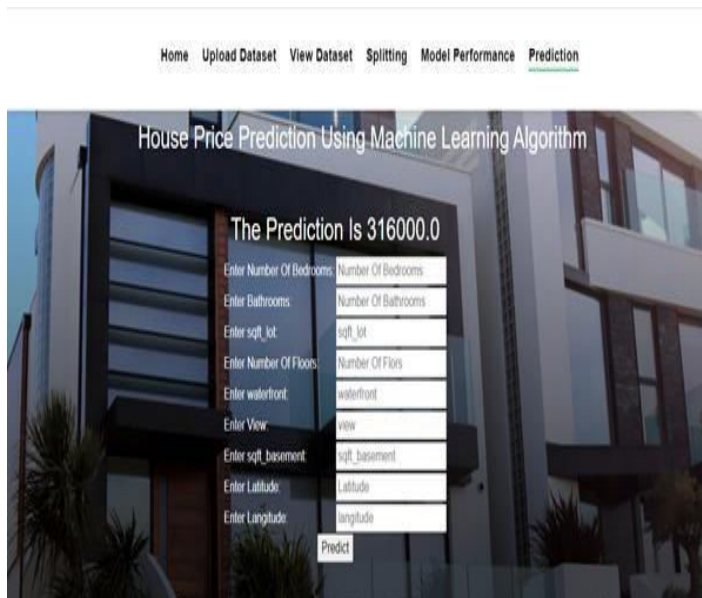 Home Upload Dataset View Dataset Splitting Model Performance Prediction
House Price Prediction Using Machine Learning Algorithm
The Prediction Is 316000.0
Enter Number Of Bedrooms: Number Of Bedrooms
Enter Bathrooms: Number Of Bathrooms
Enter sqft_lot: sqft_lot
Enter Number Of Floors: Number Of Flors
Enter waterfront: waterfront
Enter View: view
Enter sqft_basement: sqft_basement
Enter Latitude: Latitude
Enter Langitude: langitude
Predict